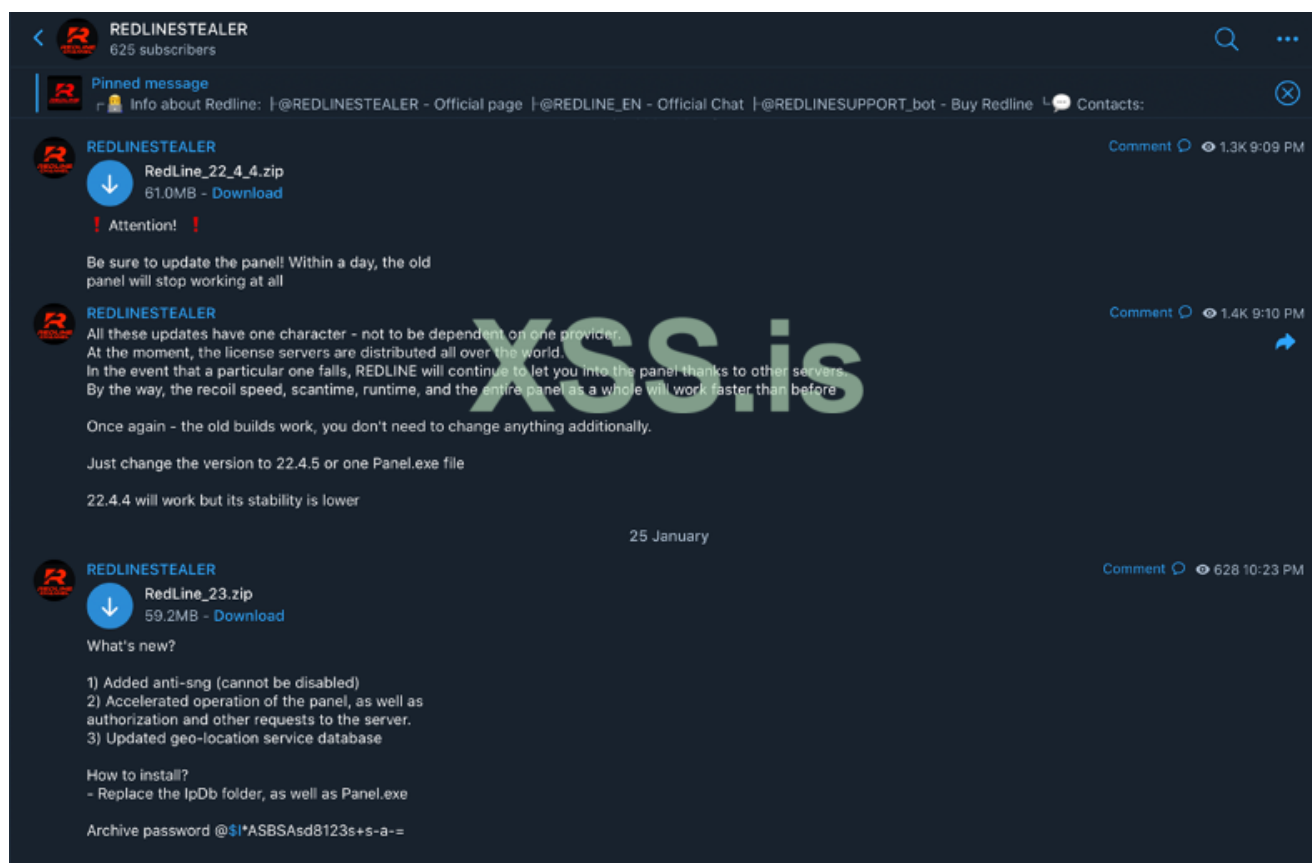 REDLINESTEALER
625 subscribers
Pinned message
Info about Redline: ├@REDLINESTEALER - Official page ├@REDLINE_EN - Official Chat ├@REDLINESUPPORT_bot - Buy Redline └💬 Contacts:
REDLINESTEALER
Comment 1.3K 9:09 PM
RedLine_22_4_4.zip
61.0MB - Download
❗ Attention! ❗
Be sure to update the panel! Within a day, the old
panel will stop working at all
REDLINESTEALER
Comment 1.4K 9:10 PM
All these updates have one character - not to be dependent on one provider.
At the moment, the license servers are distributed all over the world.
In the event that a particular one falls, REDLINE will continue to let you into the panel thanks to other servers.
By the way, the recoil speed, scantime, runtime, and the entire panel as a whole will work faster than before
XSS.is
Once again - the old builds work, you don't need to change anything additionally.
Just change the version to 22.4.5 or one Panel.exe file
22.4.4 will work but its stability is lower
25 January
REDLINESTEALER
Comment 628 10:23 PM
RedLine_23.zip
59.2MB - Download
What's new?
1) Added anti-sng (cannot be disabled)
2) Accelerated operation of the panel, as well as
authorization and other requests to the server.
3) Updated geo-location service database
How to install?
- Replace the IpDb folder, as well as Panel.exe
Archive password @$I*ASBSAsd8123s+s-a-=